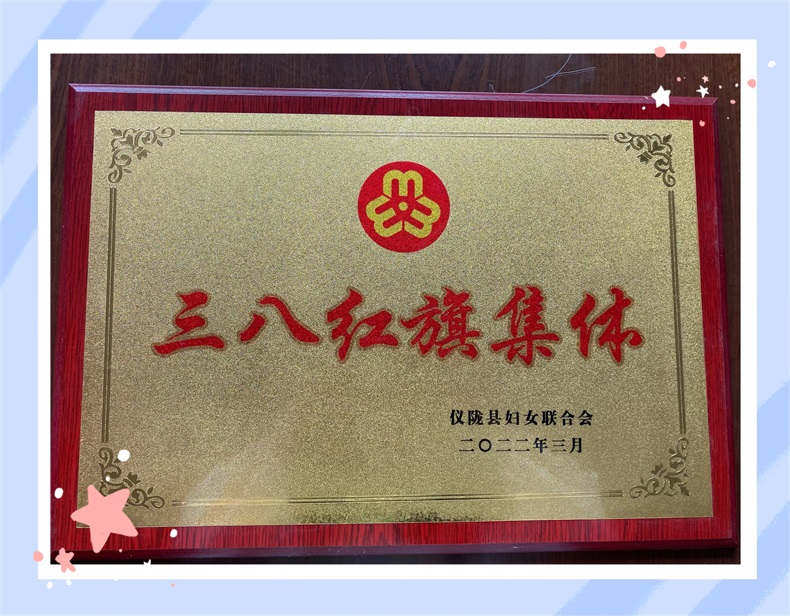 三八红旗集体
仪陇县妇女联合会
二〇二二年三月